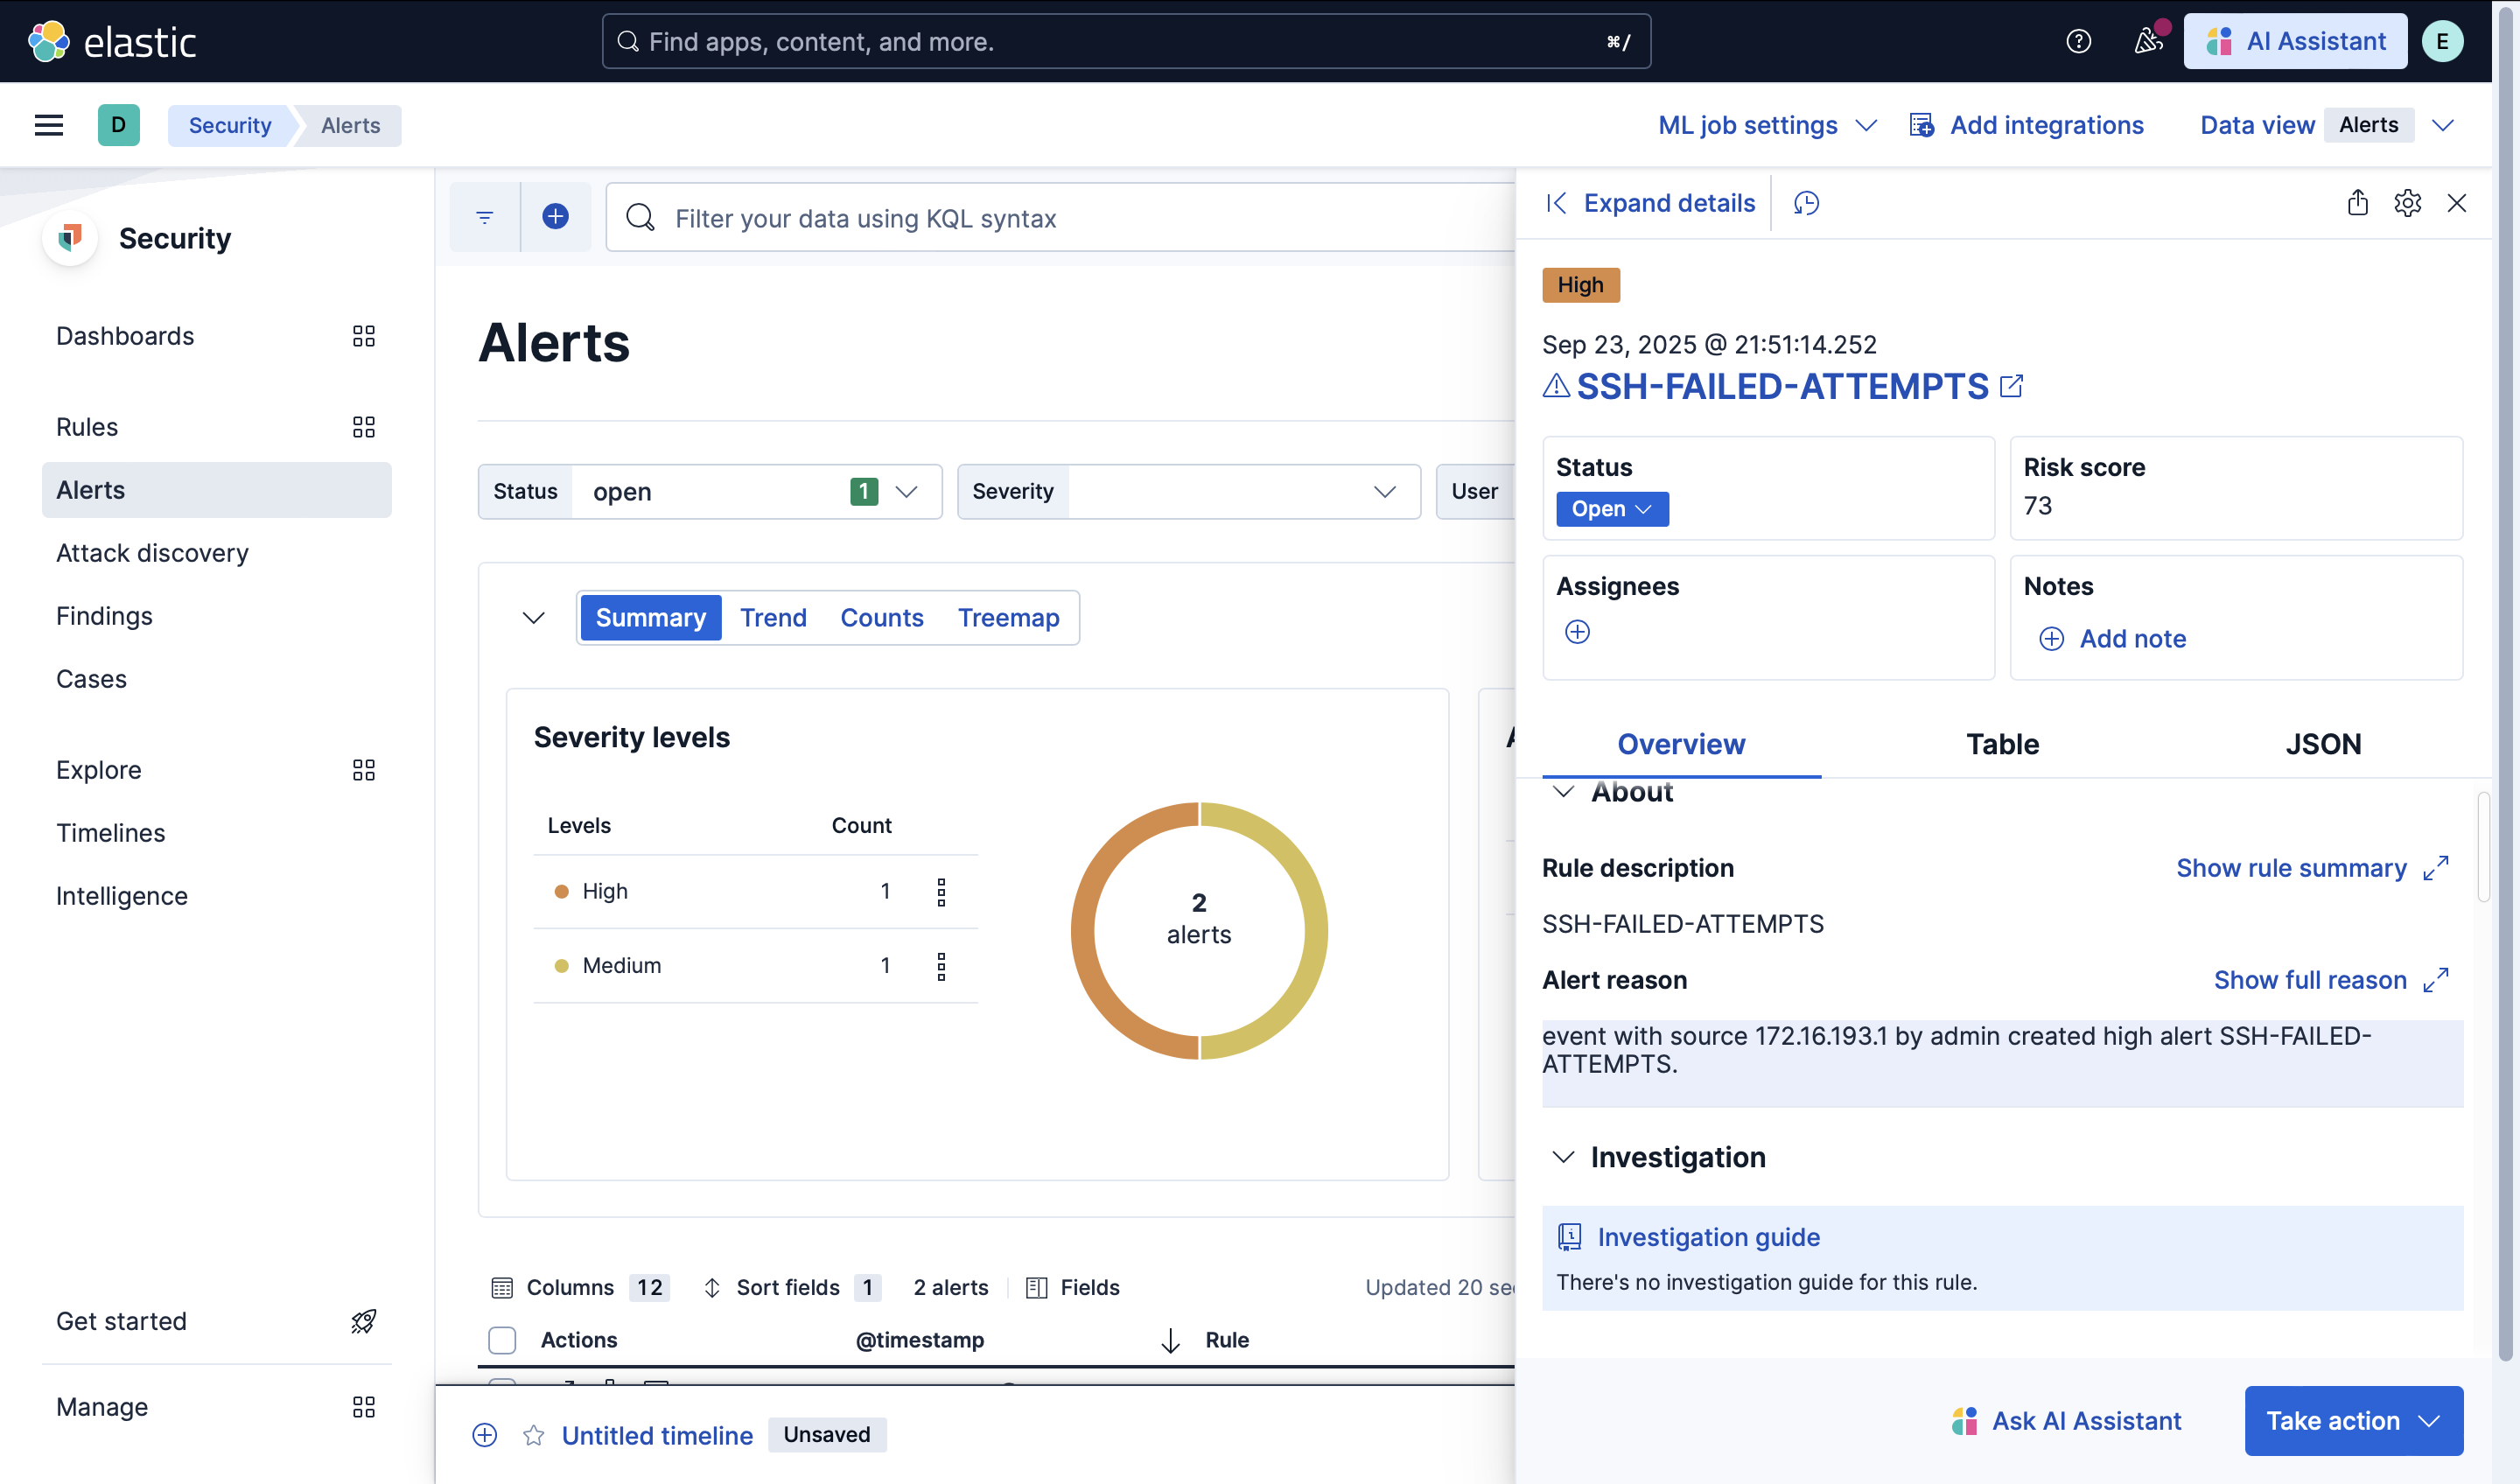 elastic
Find apps, content, and more.
⌘/
AI Assistant
E
D
Security
Alerts
ML job settings
Add integrations
Data view
Alerts
Security
Dashboards
Rules
Alerts
Attack discovery
Findings
Cases
Explore
Timelines
Intelligence
Get started
Manage
Filter your data using KQL syntax
Alerts
Status
open
1
Severity
User
Summary
Trend
Counts
Treemap
Severity levels
Levels
Count
High
1
Medium
1
2
alerts
Columns
12
Sort fields
1
2 alerts
Fields
Updated 20
Actions
@timestamp
Rule
Untitled timeline
Unsaved
Expand details
High
Sep 23, 2025 @ 21:51:14.252
SSH-FAILED-ATTEMPTS
Status
Open
Risk score
73
Assignees
Notes
Add note
Overview
Table
JSON
About
Rule description
Show rule summary
SSH-FAILED-ATTEMPTS
Alert reason
Show full reason
event with source 172.16.193.1 by admin created high alert SSH-FAILED-
ATTEMPTS.
Investigation
Investigation guide
There's no investigation guide for this rule.
Ask AI Assistant
Take action